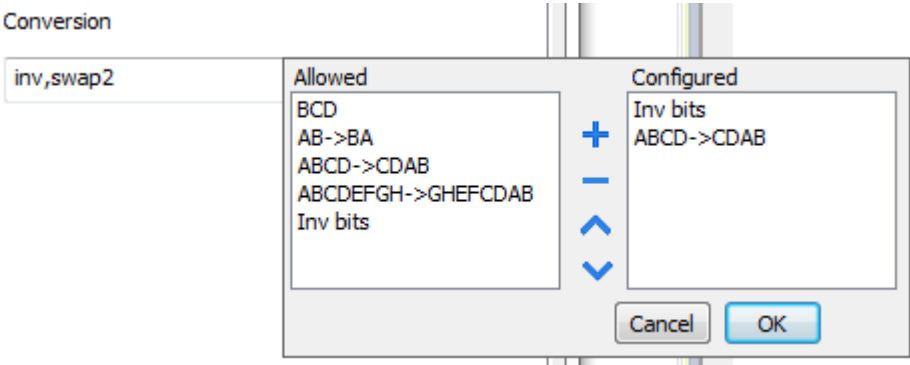 Conversion
inv,swap2
Allowed
BCD
AB->BA
ABCD->CDAB
ABCDEFGH->GHEFCDAB
Inv bits
Configured
Inv bits
ABCD->CDAB
Cancel
OK